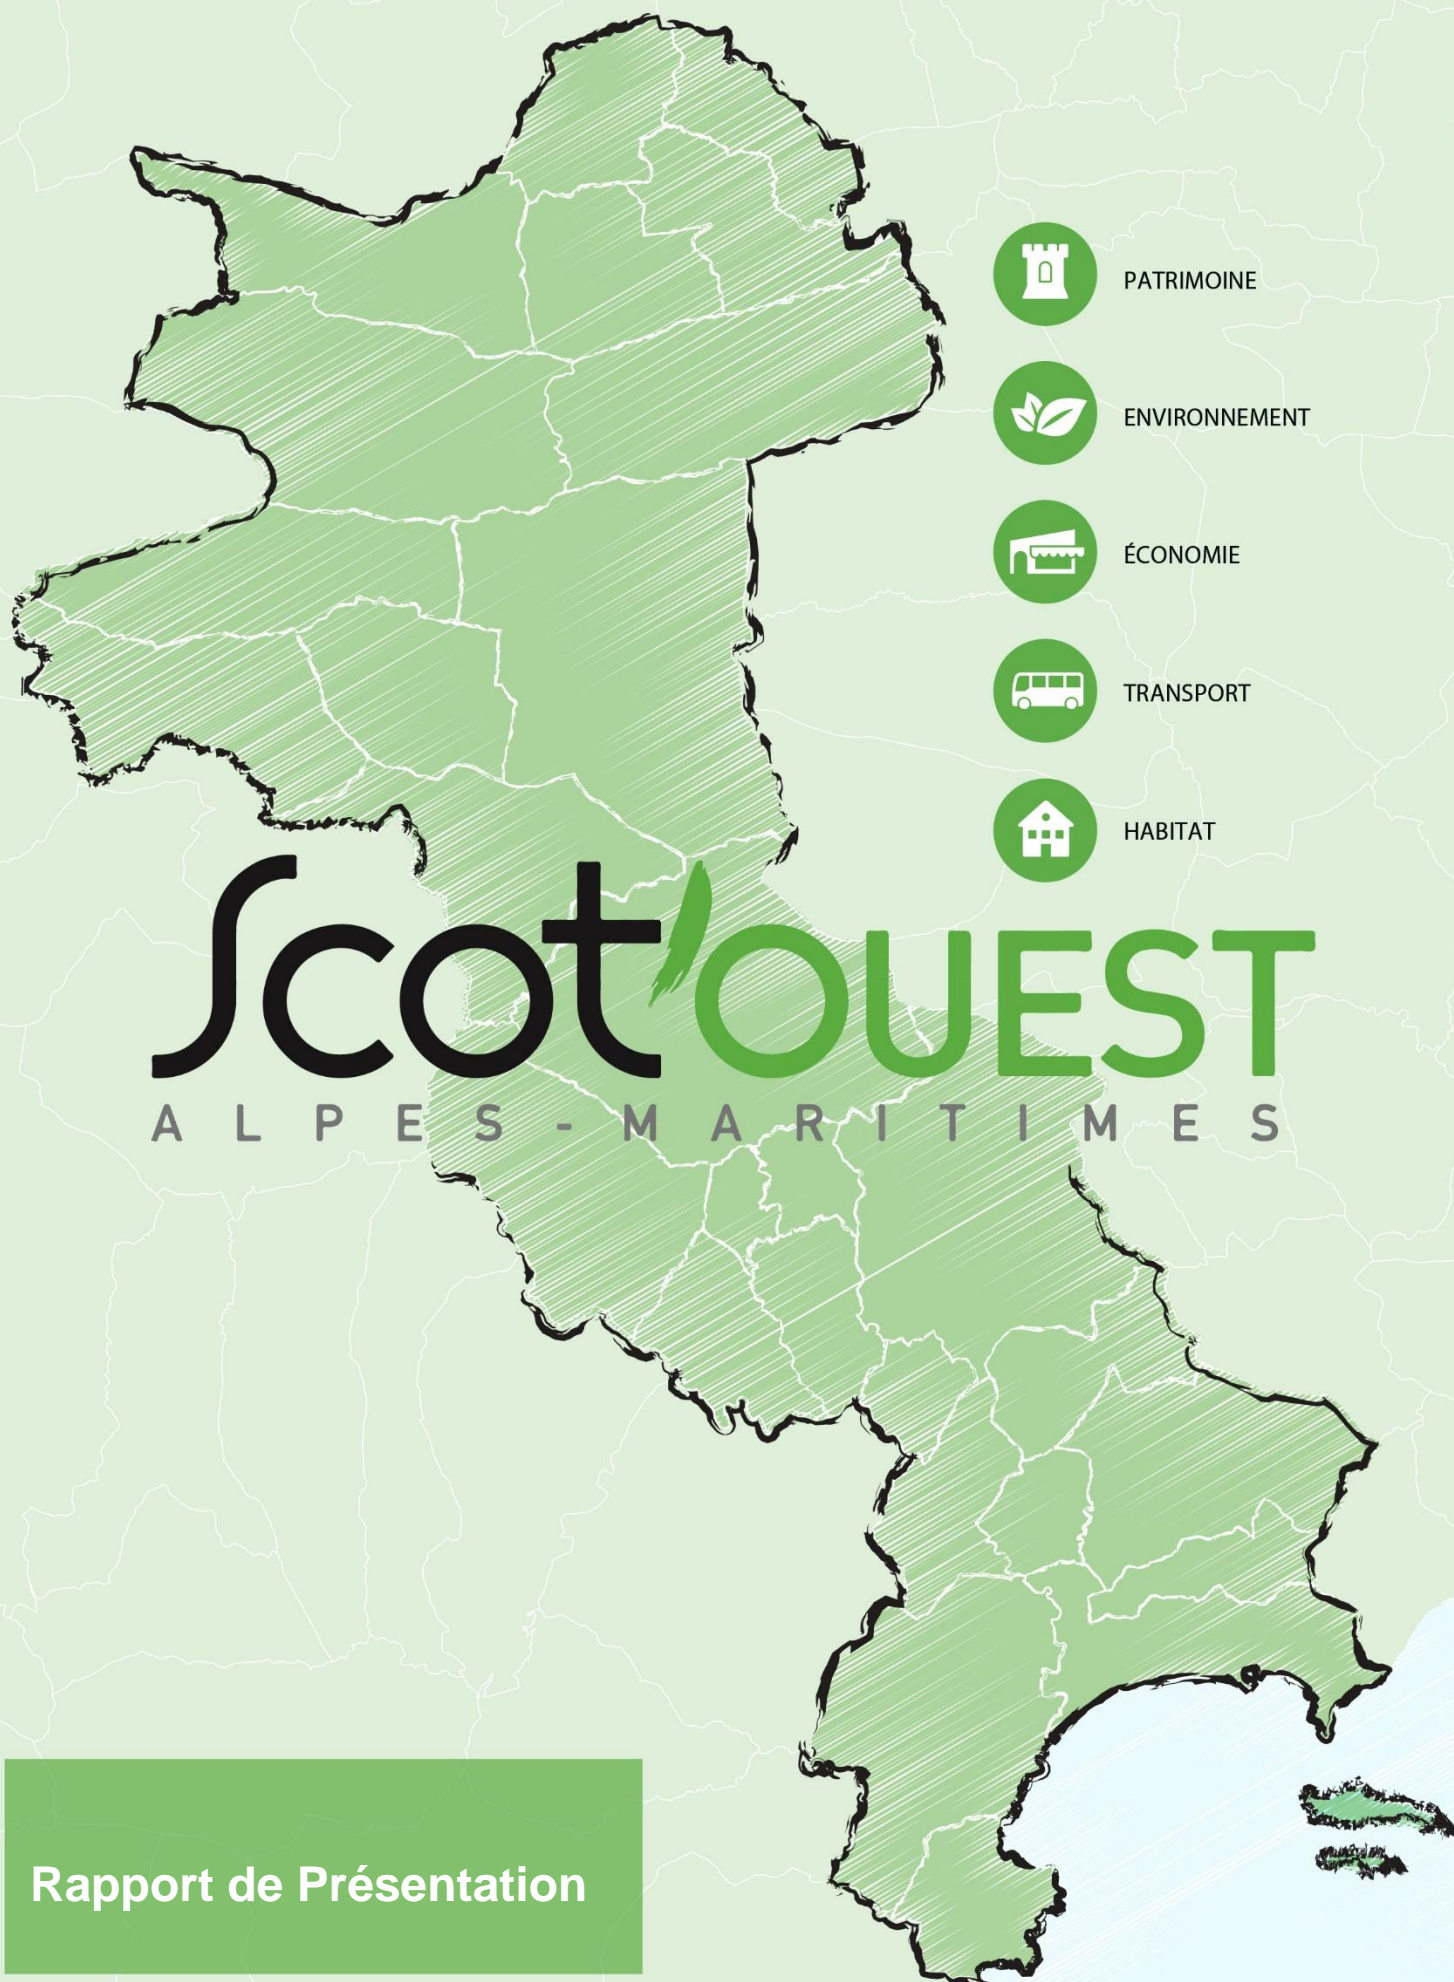 PATRIMOINE
ENVIRONNEMENT
ÉCONOMIE
TRANSPORT
HABITAT
Scot'OUEST
ALPES-MARITIMES
Rapport de Présentation